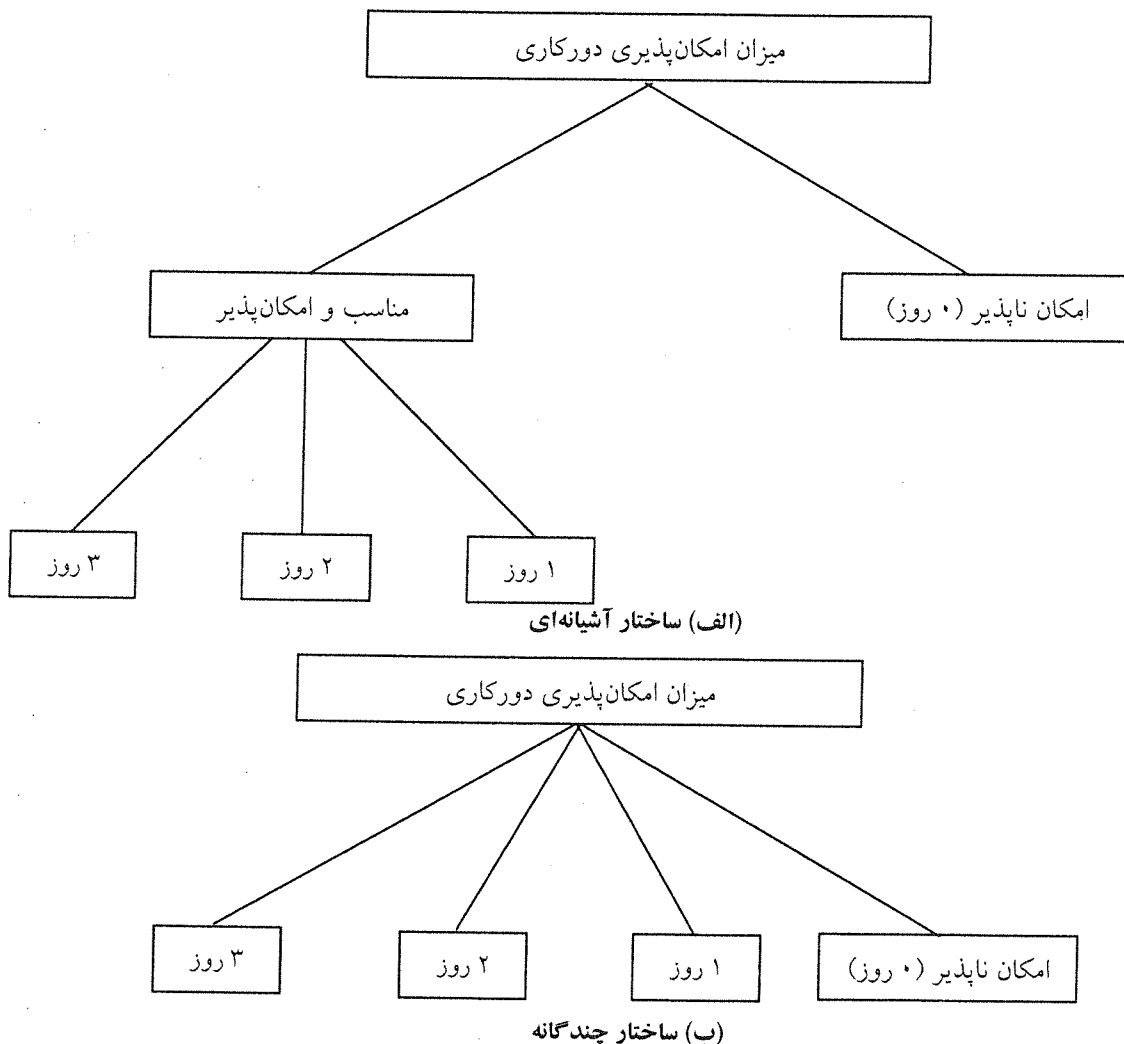 میزان امکان‌پذیری دورکاری
امکان ناپذیر (۰ روز)
مناسب و امکان‌پذیر
۱ روز
۲ روز
۳ روز
(الف) ساختار آشیانه‌ای
میزان امکان‌پذیری دورکاری
امکان ناپذیر (۰ روز)
۱ روز
۲ روز
۳ روز
(ب) ساختار چندگانه